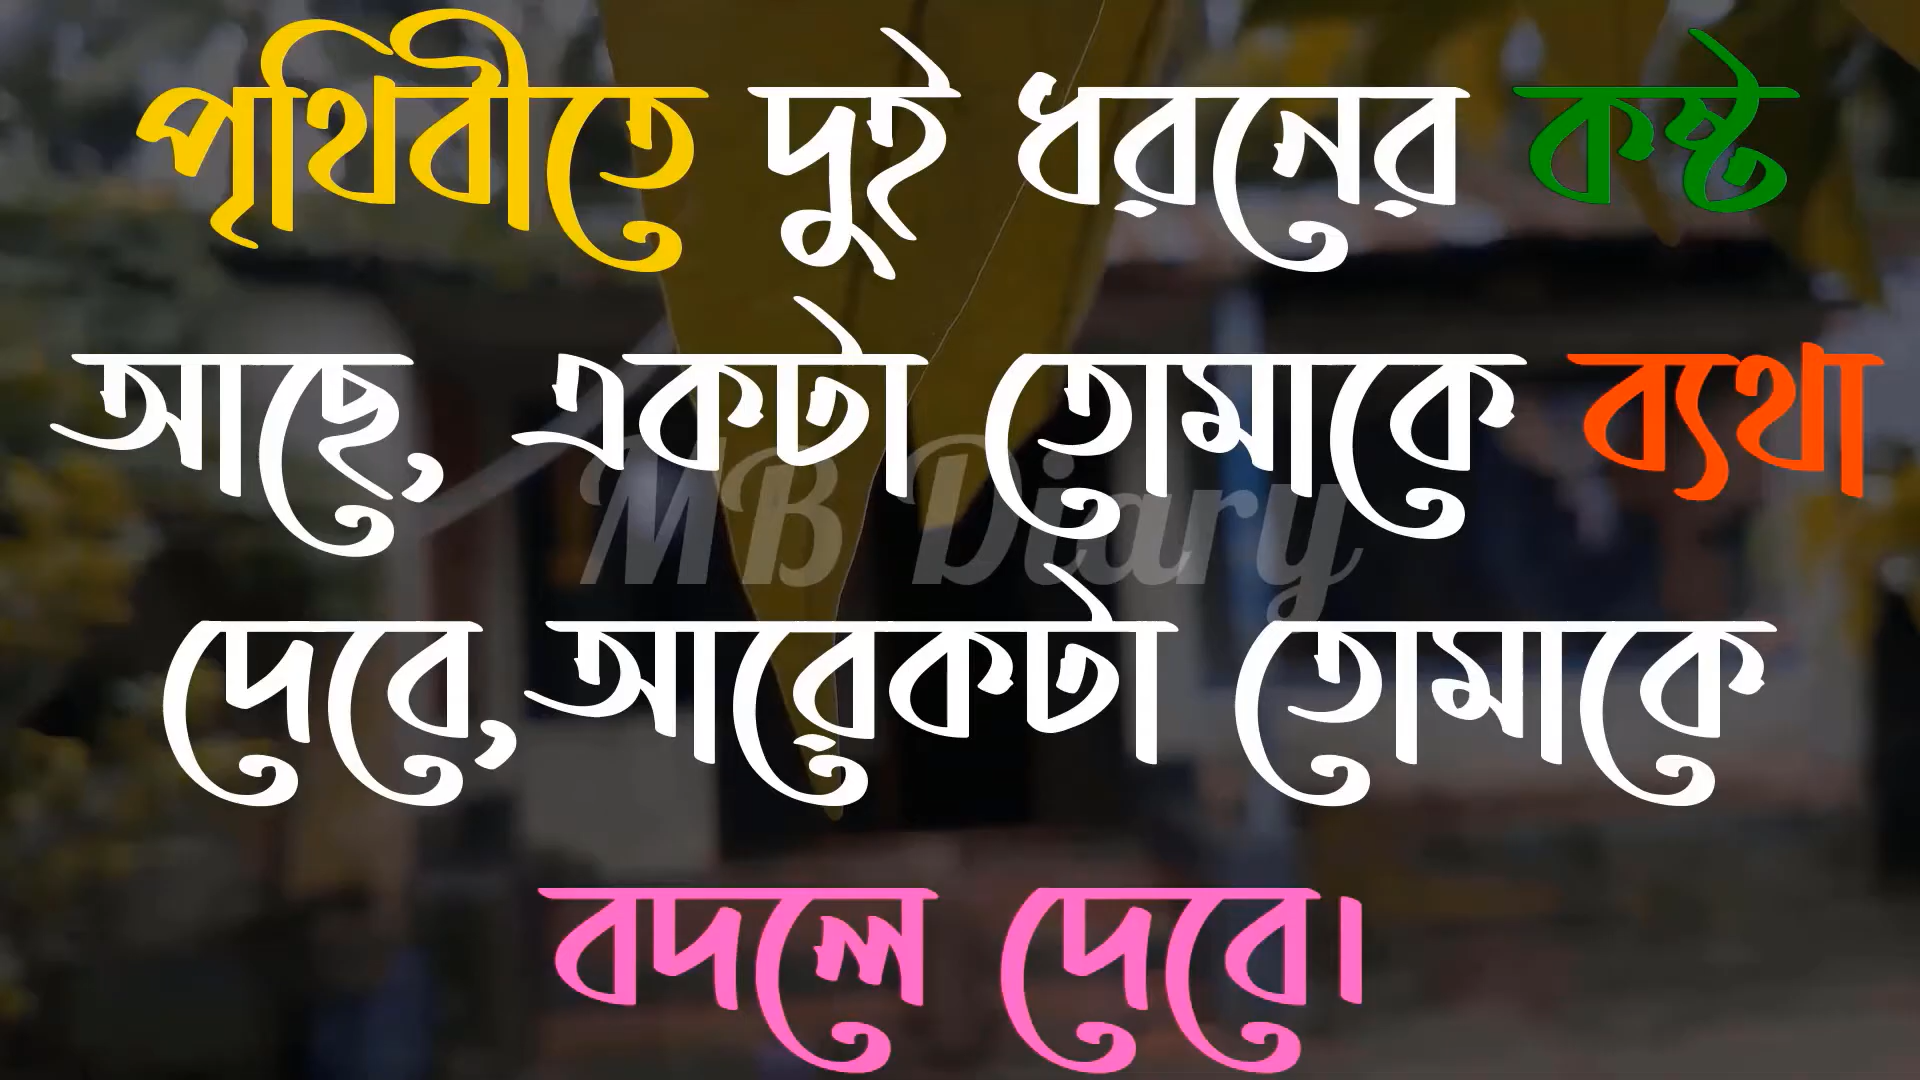 পৃথিবীতে দুই ধরনের কষ্ট
আছে, একটা তোমাকে ব্যথা
MB Diary
দেবে,আরেকটা তোমাকে
বদলে দেবে।